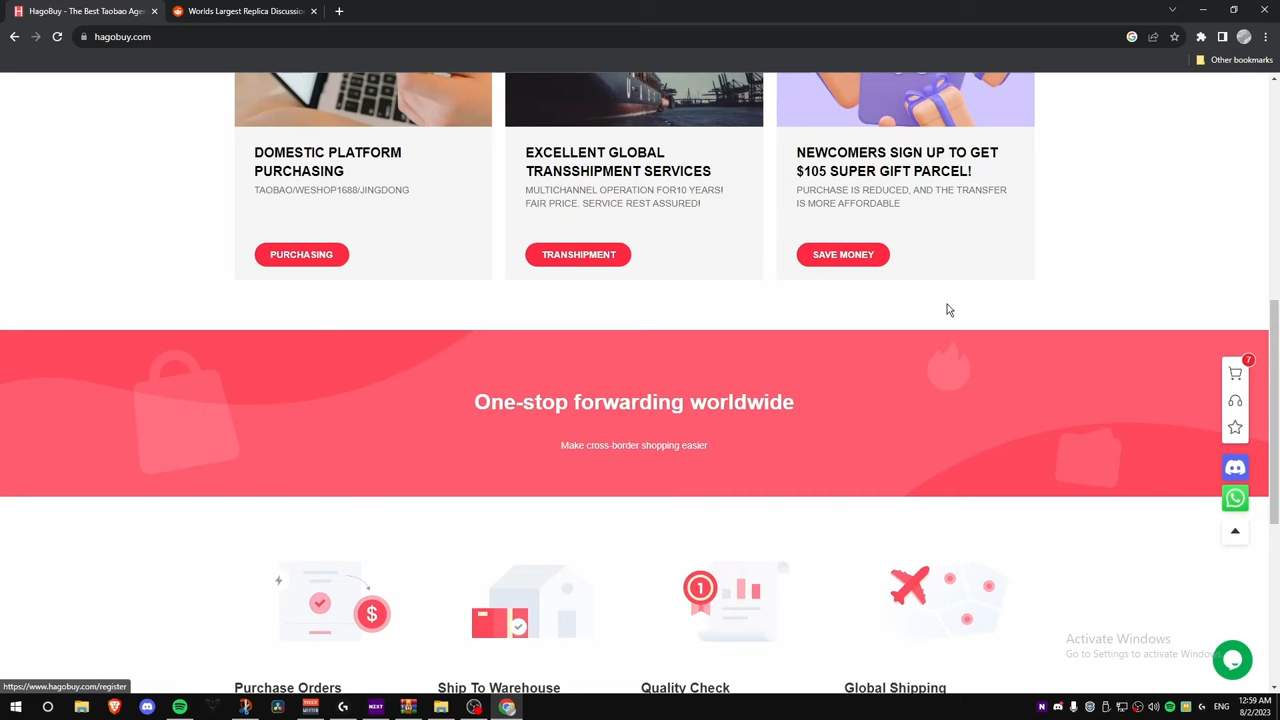 HagoBuy - The Best Taobao Agen
Worlds Largest Replica Discussio
hagobuy.com
Other bookmarks
DOMESTIC PLATFORM
PURCHASING
TAOBAO/WESHOP1688/JINGDONG
PURCHASING
EXCELLENT GLOBAL
TRANSSHIPMENT SERVICES
MULTICHANNEL OPERATION FOR10 YEARS!
FAIR PRICE. SERVICE REST ASSURED!
TRANSHIPMENT
NEWCOMERS SIGN UP TO GET
$105 SUPER GIFT PARCEL!
PURCHASE IS REDUCED, AND THE TRANSFER
IS MORE AFFORDABLE
SAVE MONEY
7
One-stop forwarding worldwide
Make cross-border shopping easier
$
1
Activate Windows
Go to Settings to activate Windows
Purchase Orders
Ship To Warehouse
Quality Check
Global Shipping
https://www.hagobuy.com/register
NEXT
ENG
12:59 AM
8/2/2023